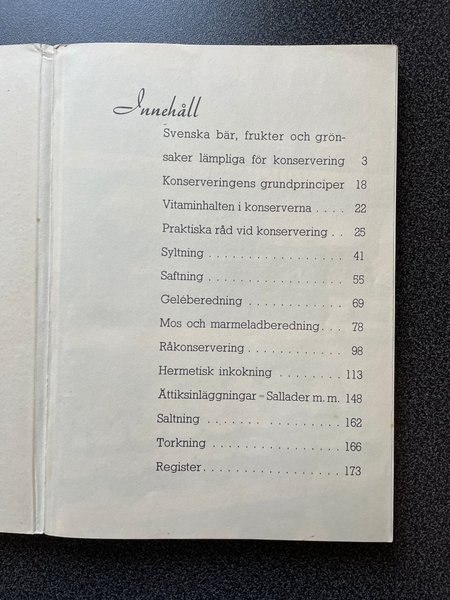 Innehåll
Svenska bär, frukter och grön-
saker lämpliga för konservering 3
Konserveringens grundprinciper 18
Vitaminhalten i konserverna .... 22
Praktiska råd vid konservering .. 25
Syltning .................. 41
Saftning .................. 55
Geléberedning ............. 69
Mos och marmeladberedning... 78
Råkonservering ............ 98
Hermetisk inkokning ....... 113
Ättiksinläggningar - Sallader m. m. 148
Saltning .................. 162
Torkning .................. 166
Register................... 173